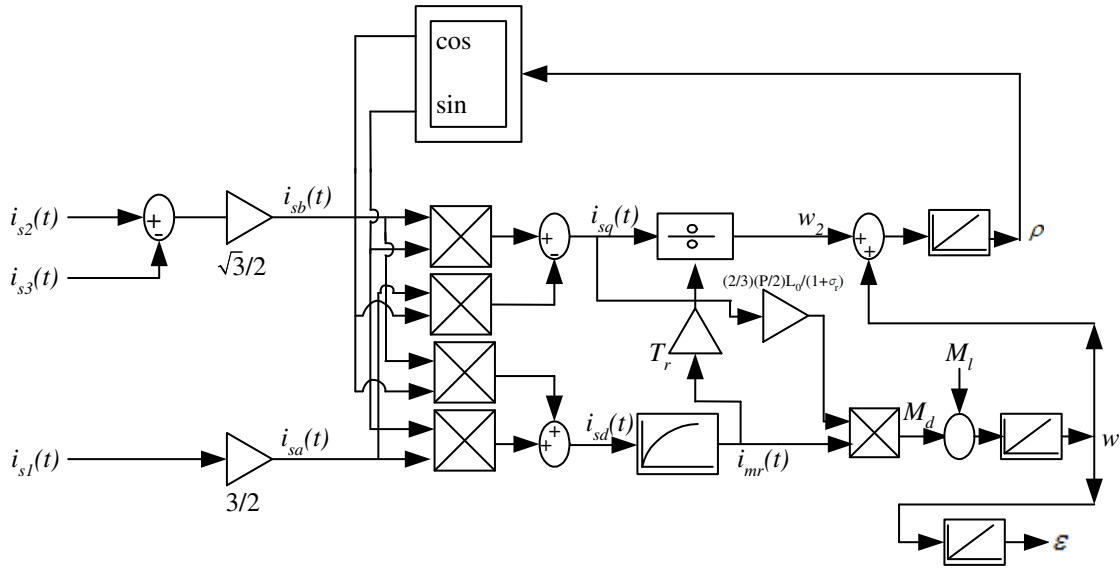 cos
sin
i_s2(t)
i_s3(t)
+
-
√3/2
i_sb(t)
+
-
i_sq(t)
w_2
+
+
ρ
(2/3)(P/2)L_0/(1+σ_r)
T_r
M_l
M_d
w
i_s1(t)
3/2
i_sa(t)
+
+
i_sd(t)
i_mr(t)
ε